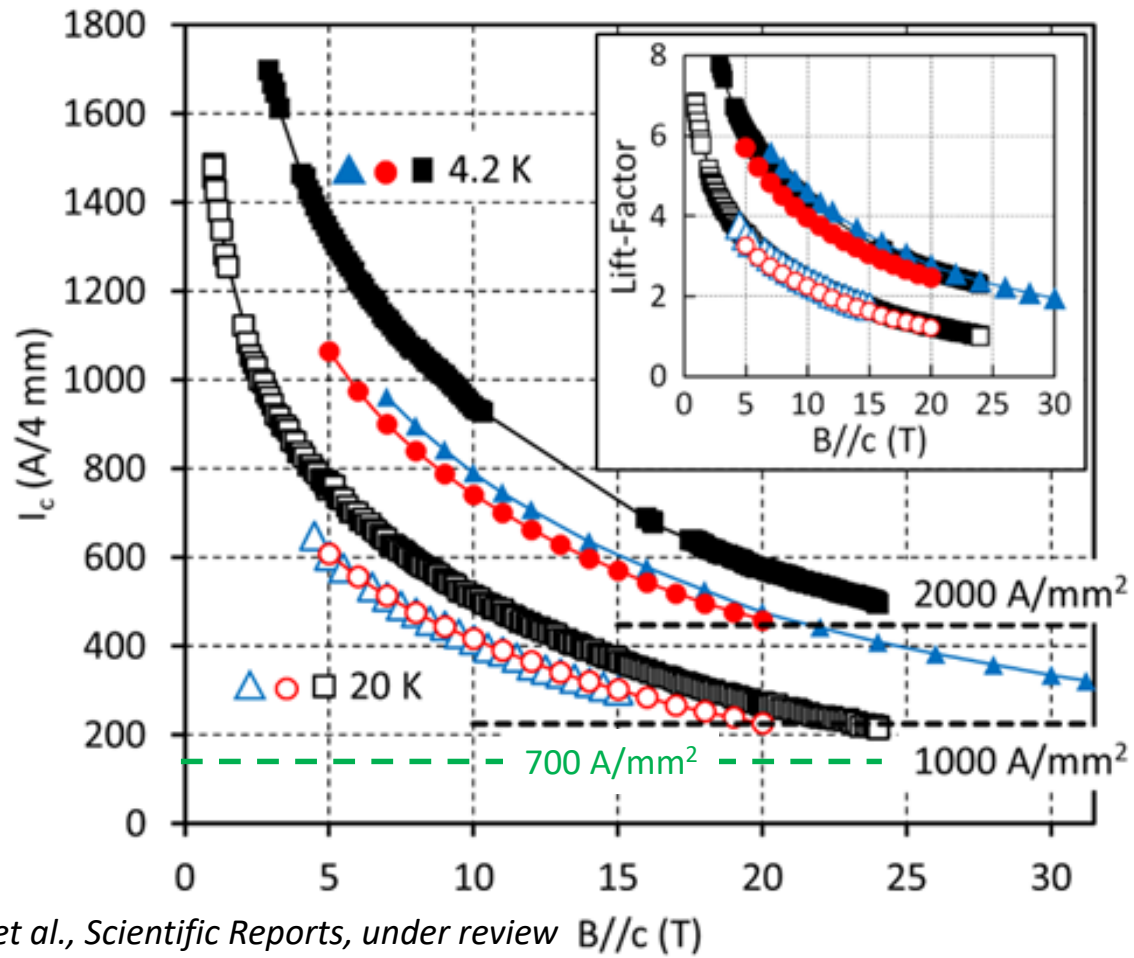 1800
1600
1400
1200
1000
800
600
400
200
0
I_c (A/4 mm)
4.2 K
20 K
8
6
4
2
0
Lift-Factor
0 5 10 15 20 25 30
B//c (T)
2000 A/mm²
700 A/mm²
1000 A/mm²
0 5 10 15 20 25 30
et al., Scientific Reports, under review B//c (T)